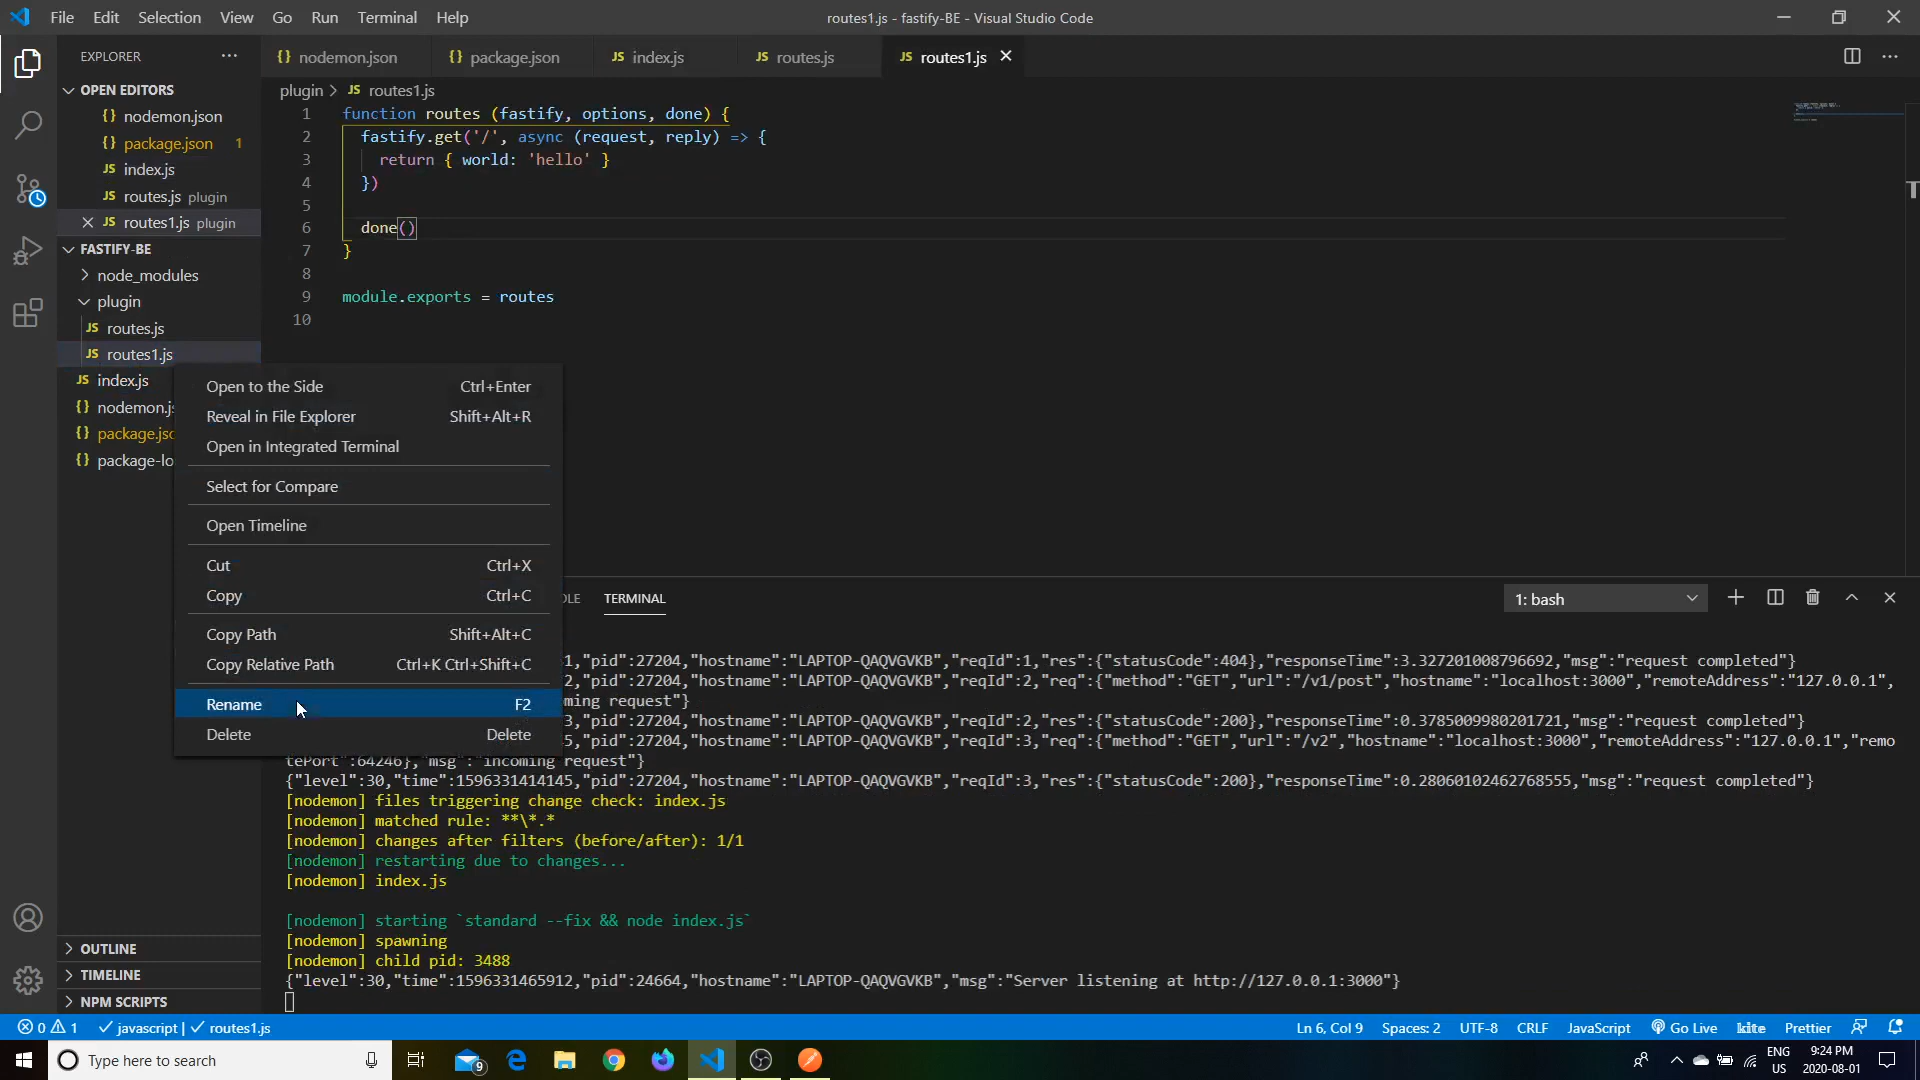 File Edit Selection View Go Run Terminal Help
routes1.js - fastify-BE - Visual Studio Code
EXPLORER
OPEN EDITORS
{} nodemon.json
{} package.json 1
JS index.js
JS routes.js plugin
JS routes1.js plugin
FASTIFY-BE
node_modules
plugin
JS routes.js
JS routes1.js
JS index.js
{} nodemon.js
{} package.jso
{} package-lo
OUTLINE
TIMELINE
NPM SCRIPTS
{} nodemon.json {} package.json JS index.js JS routes.js JS routes1.js
plugin > JS routes1.js
1 function routes (fastify, options, done) {
2 fastify.get('/', async (request, reply) => {
3 return { world: 'hello' }
4 })
5
6 done()
7 }
8
9 module.exports = routes
10
Open to the Side Ctrl+Enter
Reveal in File Explorer Shift+Alt+R
Open in Integrated Terminal
Select for Compare
Open Timeline
Cut Ctrl+X
Copy Ctrl+C
Copy Path Shift+Alt+C
Copy Relative Path Ctrl+K Ctrl+Shift+C
Rename F2
Delete Delete
OLE TERMINAL
1: bash
1,"pid":27204,"hostname":"LAPTOP-QAQVGVKB","reqId":1,"res":{"statusCode":404},"responseTime":3.327201008796692,"msg":"request completed"}
2,"pid":27204,"hostname":"LAPTOP-QAQVGVKB","reqId":2,"req":{"method":"GET","url":"/v1/post","hostname":"localhost:3000","remoteAddress":"127.0.0.1",
ming request"}
3,"pid":27204,"hostname":"LAPTOP-QAQVGVKB","reqId":2,"res":{"statusCode":200},"responseTime":0.3785009980201721,"msg":"request completed"}
5,"pid":27204,"hostname":"LAPTOP-QAQVGVKB","reqId":3,"req":{"method":"GET","url":"/v2","hostname":"localhost:3000","remoteAddress":"127.0.0.1","remo
tePort":64246},"msg":"incoming request"}
{"level":30,"time":1596331414145,"pid":27204,"hostname":"LAPTOP-QAQVGVKB","reqId":3,"res":{"statusCode":200},"responseTime":0.28060102462768555,"msg":"request completed"}
[nodemon] files triggering change check: index.js
[nodemon] matched rule: **\*.*
[nodemon] changes after filters (before/after): 1/1
[nodemon] restarting due to changes...
[nodemon] index.js
[nodemon] starting `standard --fix && node index.js`
[nodemon] spawning
[nodemon] child pid: 3488
{"level":30,"time":1596331465912,"pid":24664,"hostname":"LAPTOP-QAQVGVKB","msg":"Server listening at http://127.0.0.1:3000"}
0 1 javascript | routes1.js
Ln 6, Col 9 Spaces: 2 UTF-8 CRLF JavaScript Go Live kite Prettier
Type here to search
9
ENG
US
9:24 PM
2020-08-01